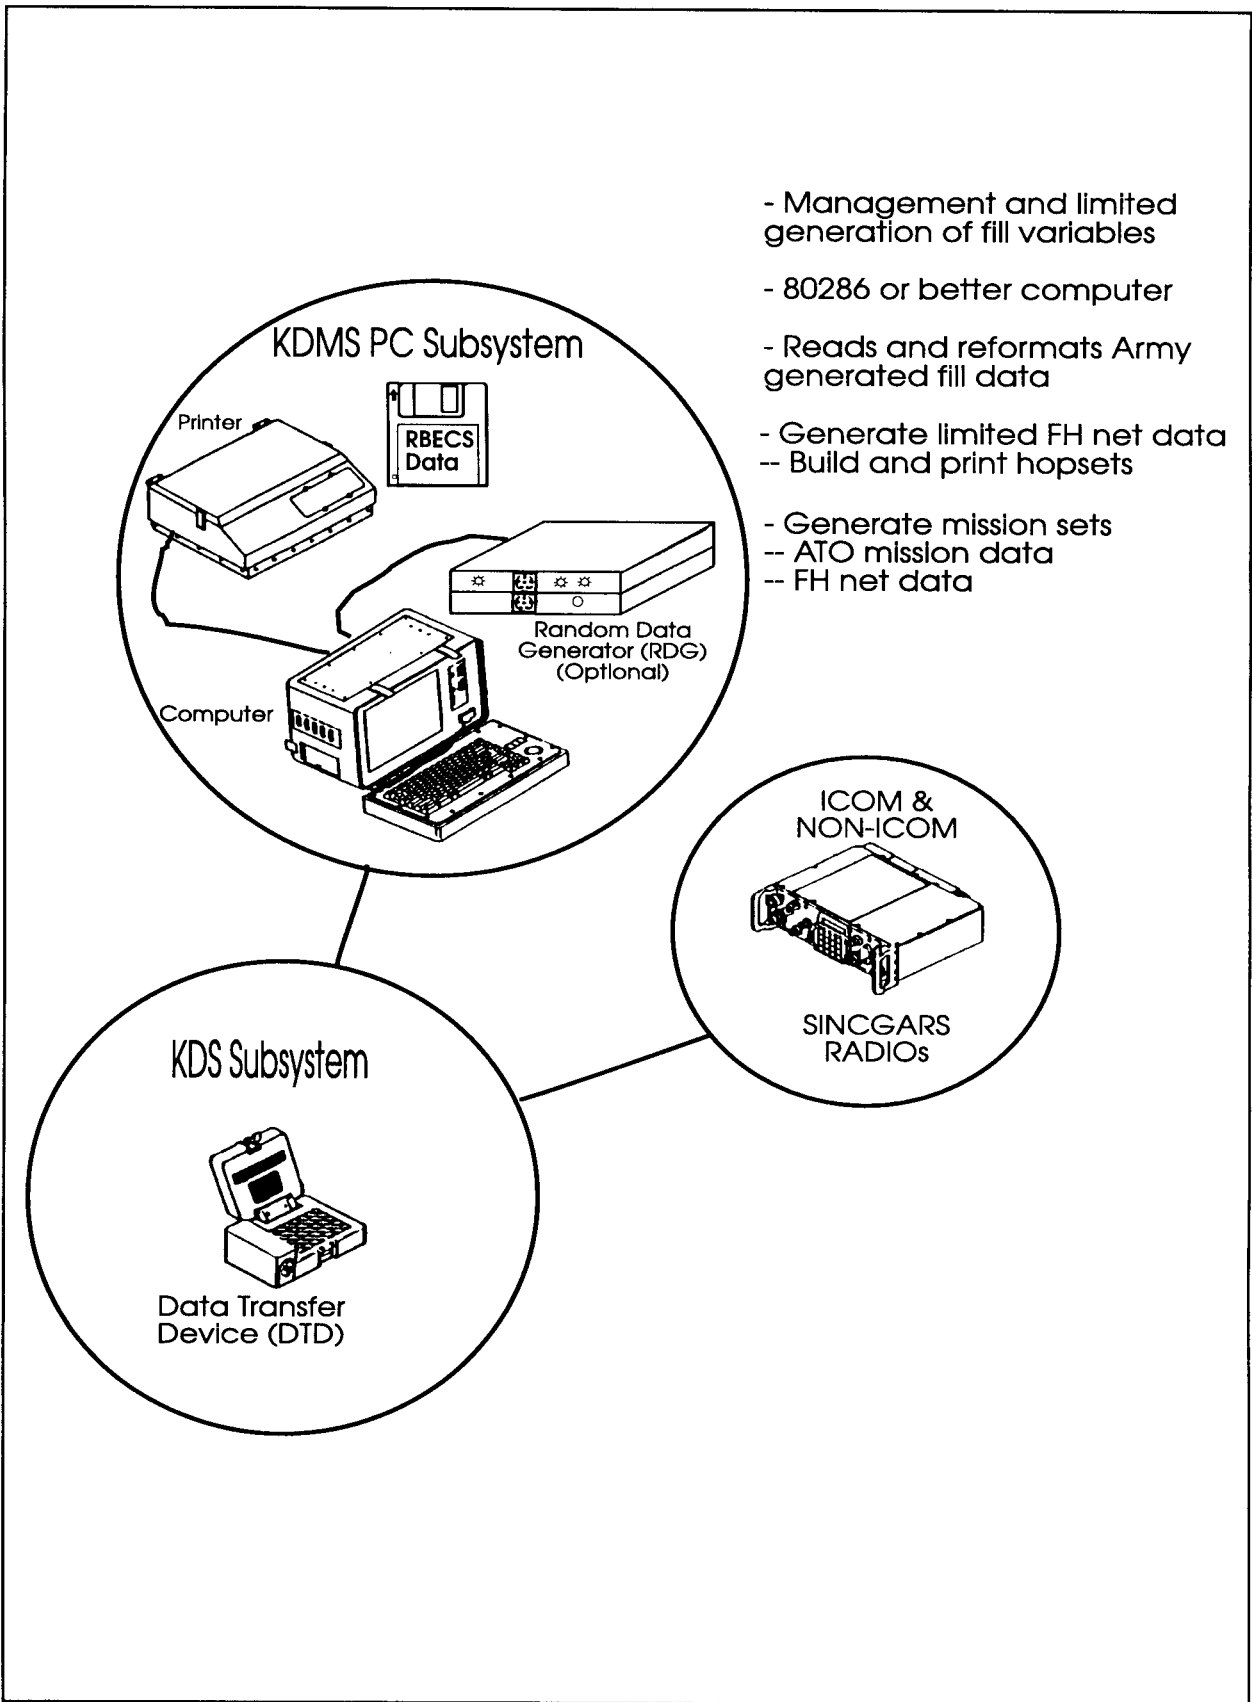 - Management and limited
generation of fill variables
- 80286 or better computer
- Reads and reformats Army
generated fill data
- Generate limited FH net data
-- Build and print hopsets
- Generate mission sets
-- ATO mission data
-- FH net data
KDMS PC Subsystem
Printer
RBECS
Data
Random Data
Generator (RDG)
(Optional)
Computer
ICOM &
NON-ICOM
SINCGARS
RADIOs
KDS Subsystem
Data Transfer
Device (DTD)